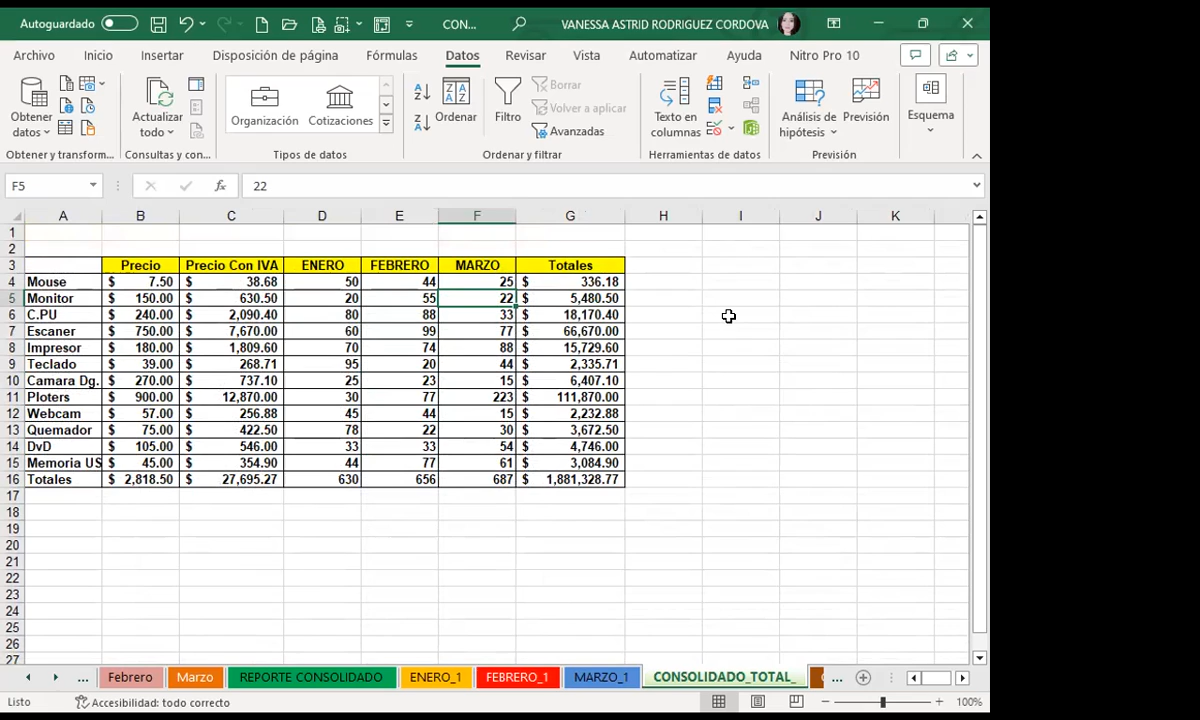 Autoguardado CON... VANESSA ASTRID RODRIGUEZ CORDOVA
Archivo Inicio Insertar Disposición de página Fórmulas Datos Revisar Vista Automatizar Ayuda Nitro Pro 10
Obtener datos Actualizar todo Organización Cotizaciones Ordenar Filtro Borrar Volver a aplicar Avanzadas Texto en columnas Análisis de hipótesis Previsión Esquema
Obtener y transform... Consultas y con... Tipos de datos Ordenar y filtrar Herramientas de datos Previsión
F5 fx 22
A B C D E F G H I J K
1
2
3 Precio Precio Con IVA ENERO FEBRERO MARZO Totales
4 Mouse $ 7.50 $ 38.68 50 44 25 $ 336.18
5 Monitor $ 150.00 $ 630.50 20 55 22 $ 5,480.50
6 C.PU $ 240.00 $ 2,090.40 80 88 33 $ 18,170.40
7 Escaner $ 750.00 $ 7,670.00 60 99 77 $ 66,670.00
8 Impresor $ 180.00 $ 1,809.60 70 74 88 $ 15,729.60
9 Teclado $ 39.00 $ 268.71 95 20 44 $ 2,335.71
10 Camara Dg. $ 270.00 $ 737.10 25 23 15 $ 6,407.10
11 Ploters $ 900.00 $ 12,870.00 30 77 223 $ 111,870.00
12 Webcam $ 57.00 $ 256.88 45 44 15 $ 2,232.88
13 Quemador $ 75.00 $ 422.50 78 22 30 $ 3,672.50
14 DvD $ 105.00 $ 546.00 33 33 54 $ 4,746.00
15 Memoria US $ 45.00 $ 354.90 44 77 61 $ 3,084.90
16 Totales $ 2,818.50 $ 27,695.27 630 656 687 $ 1,881,328.77
17
18
19
20
21
22
23
24
25
26
27
... Febrero Marzo REPORTE CONSOLIDADO ENERO_1 FEBRERO_1 MARZO_1 CONSOLIDADO_TOTAL_ ...
Listo Accesibilidad: todo correcto 100%